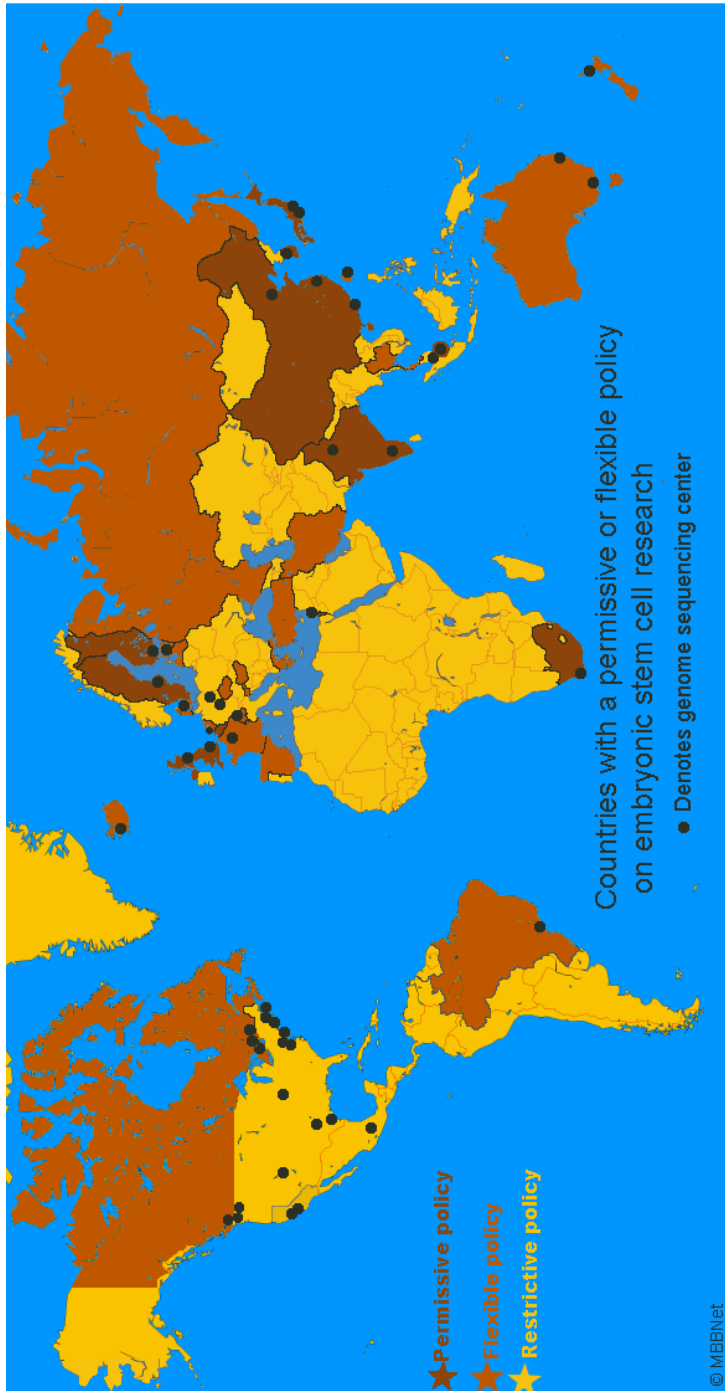 Countries with a permissive or flexible policy
on embryonic stem cell research
● Denotes genome sequencing center
★Permissive policy
★Flexible policy
★Restrictive policy
© MBBNet